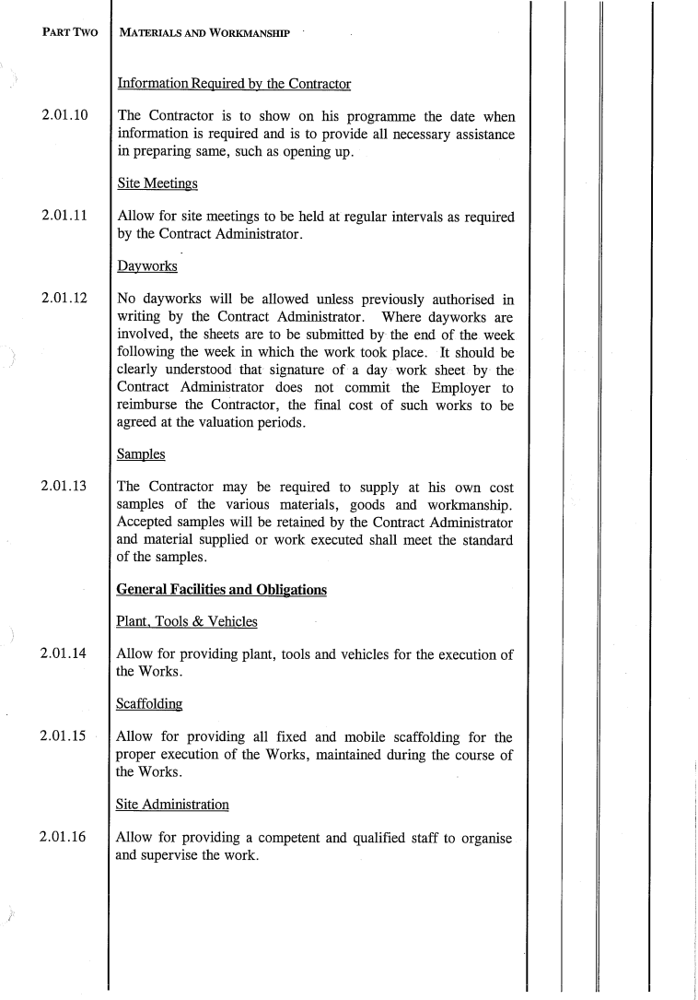 PART TWO MATERIALS AND WORKMANSHIP
Information Required by the Contractor
2.01.10 The Contractor is to show on his programme the date when
information is required and is to provide all necessary assistance
in preparing same, such as opening up.
Site Meetings
2.01.11 Allow for site meetings to be held at regular intervals as required
by the Contract Administrator.
Dayworks
2.01.12 No dayworks will be allowed unless previously authorised in
writing by the Contract Administrator. Where dayworks are
involved, the sheets are to be submitted by the end of the week
following the week in which the work took place. It should be
clearly understood that signature of a day work sheet by the
Contract Administrator does not commit the Employer to
reimburse the Contractor, the final cost of such works to be
agreed at the valuation periods.
Samples
2.01.13 The Contractor may be required to supply at his own cost
samples of the various materials, goods and workmanship.
Accepted samples will be retained by the Contract Administrator
and material supplied or work executed shall meet the standard
of the samples.
General Facilities and Obligations
Plant, Tools & Vehicles
2.01.14 Allow for providing plant, tools and vehicles for the execution of
the Works.
Scaffolding
2.01.15 Allow for providing all fixed and mobile scaffolding for the
proper execution of the Works, maintained during the course of
the Works.
Site Administration
2.01.16 Allow for providing a competent and qualified staff to organise
and supervise the work.